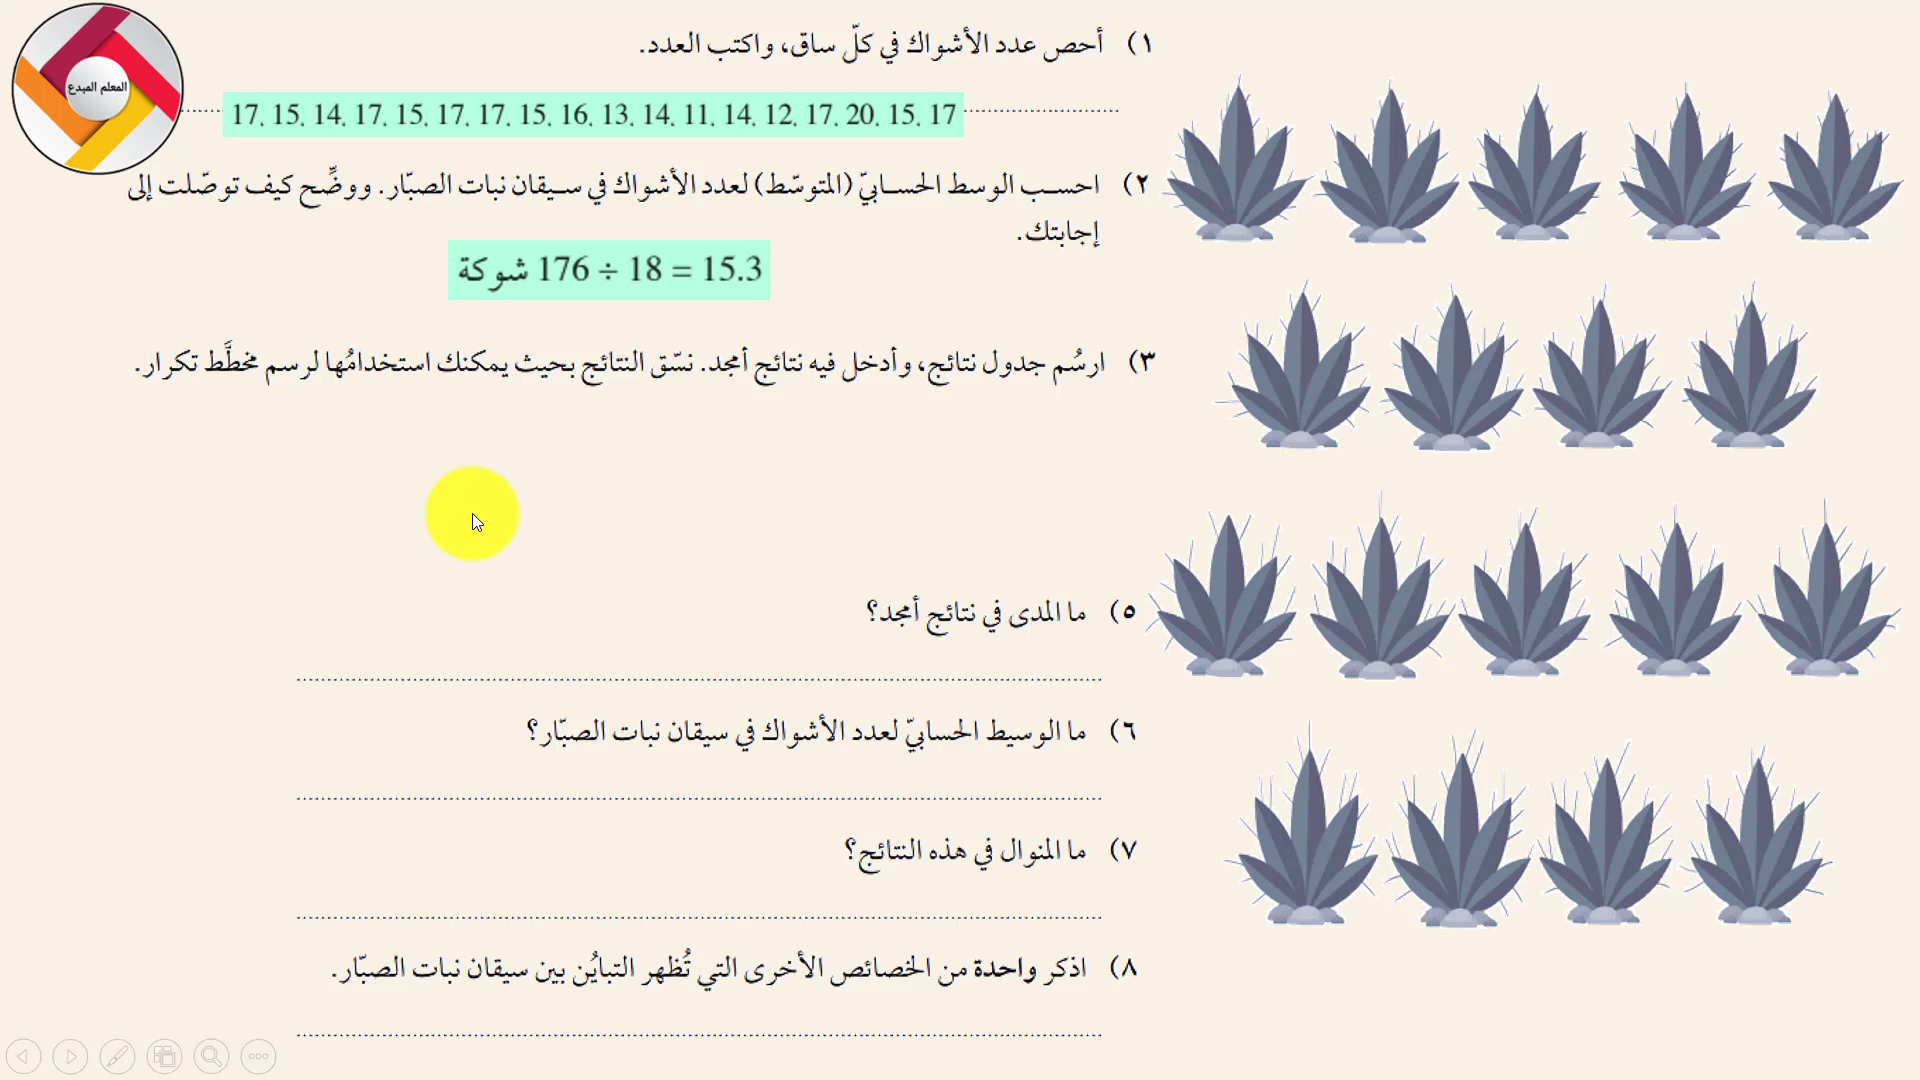 المعلم المبدع
١) أحص عدد الأشواك في كلّ ساق، واكتب العدد.
17، 15، 14، 17، 15، 17، 17، 15، 16، 13، 14، 11، 14، 12، 17، 20، 15، 17
٢) احسب الوسط الحسابيّ (المتوسّط) لعدد الأشواك في سيقان نبات الصبّار. ووضِّح كيف توصّلت إلى
إجابتك.
176 ÷ 18 = 15.3 شوكة
٣) ارسُم جدول نتائج، وأدخل فيه نتائج أمجد. نسّق النتائج بحيث يمكنك استخدامُها لرسم مخطَّط تكرار.
٥) ما المدى في نتائج أمجد؟
٦) ما الوسيط الحسابيّ لعدد الأشواك في سيقان نبات الصبّار؟
٧) ما المنوال في هذه النتائج؟
٨) اذكر واحدة من الخصائص الأخرى التي تُظهر التبايُن بين سيقان نبات الصبّار.